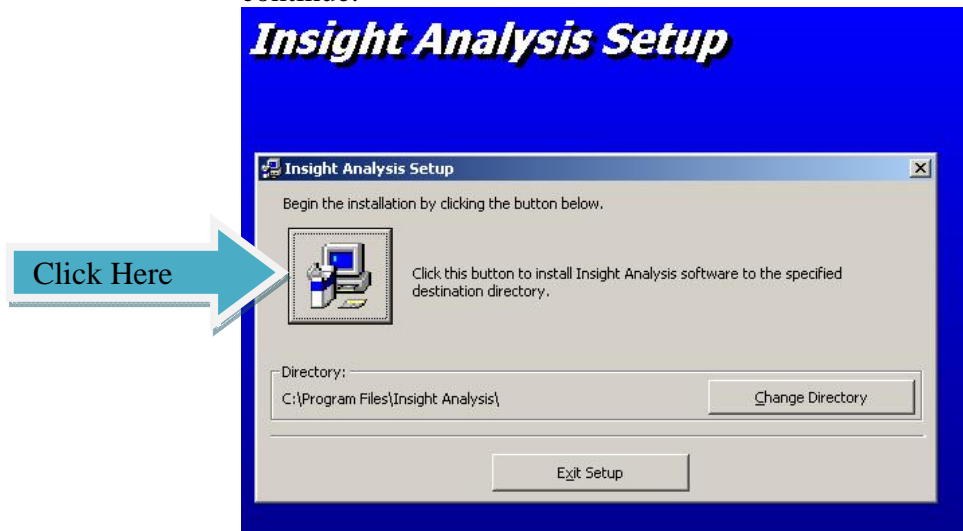 continue.
Insight Analysis Setup
Insight Analysis Setup
Begin the installation by clicking the button below.
Click Here
Click this button to install Insight Analysis software to the specified
destination directory.
Directory:
C:\Program Files\Insight Analysis\
Change Directory
Exit Setup